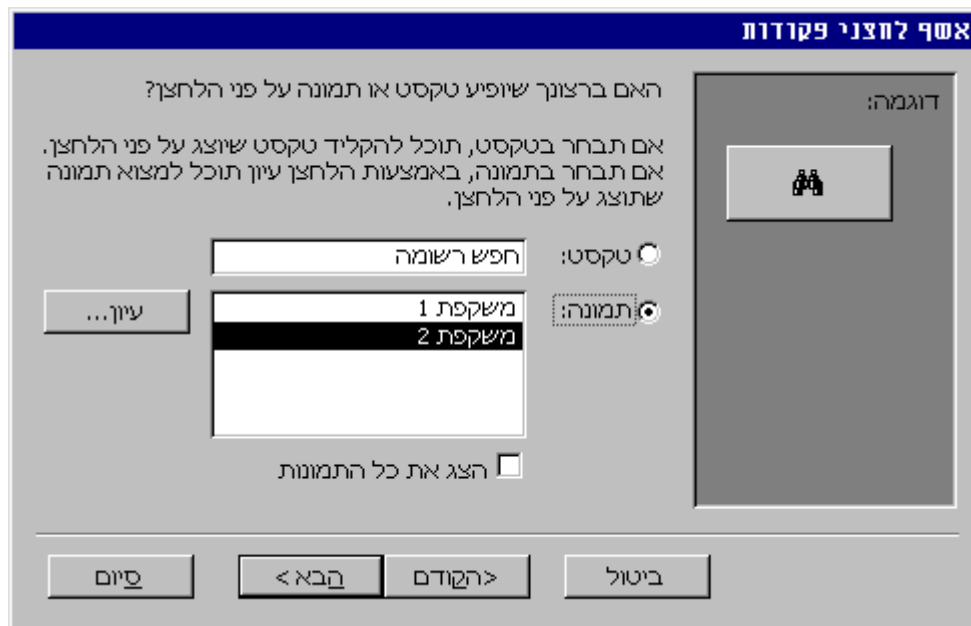 אשף לחצני פקודות
דוגמה:
האם ברצונך שיופיע טקסט או תמונה על פני הלחצן?
אם תבחר בטקסט, תוכל להקליד טקסט שיוצג על פני הלחצן.
אם תבחר בתמונה, באמצעות הלחצן עיון תוכל למצוא תמונה
שתוצג על פני הלחצן.
טקסט: חפש רשומה
תמונה: משקפת 1 עיון...
משקפת 2
הצג את כל התמונות
ביטול <הקודם הבא> סיום